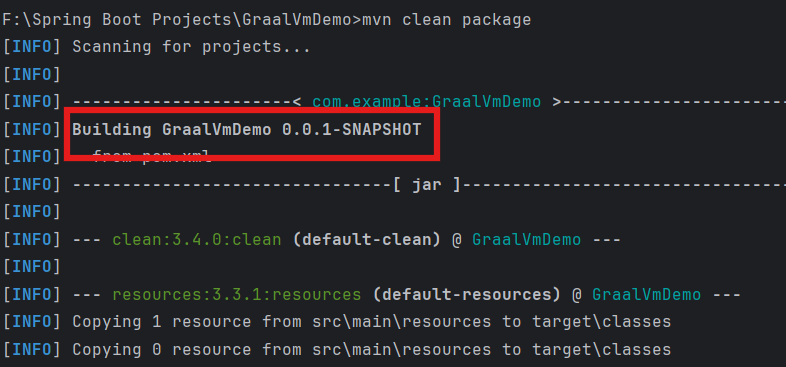 F:\Spring Boot Projects\GraalVmDemo>mvn clean package
[INFO] Scanning for projects...
[INFO]
[INFO] ----------------------< com.example:GraalVmDemo >-----------------------
[INFO] Building GraalVmDemo 0.0.1-SNAPSHOT
[INFO]   from pom.xml
[INFO] --------------------------------[ jar ]---------------------------------
[INFO]
[INFO] --- clean:3.4.0:clean (default-clean) @ GraalVmDemo ---
[INFO]
[INFO] --- resources:3.3.1:resources (default-resources) @ GraalVmDemo ---
[INFO] Copying 1 resource from src\main\resources to target\classes
[INFO] Copying 0 resource from src\main\resources to target\classes